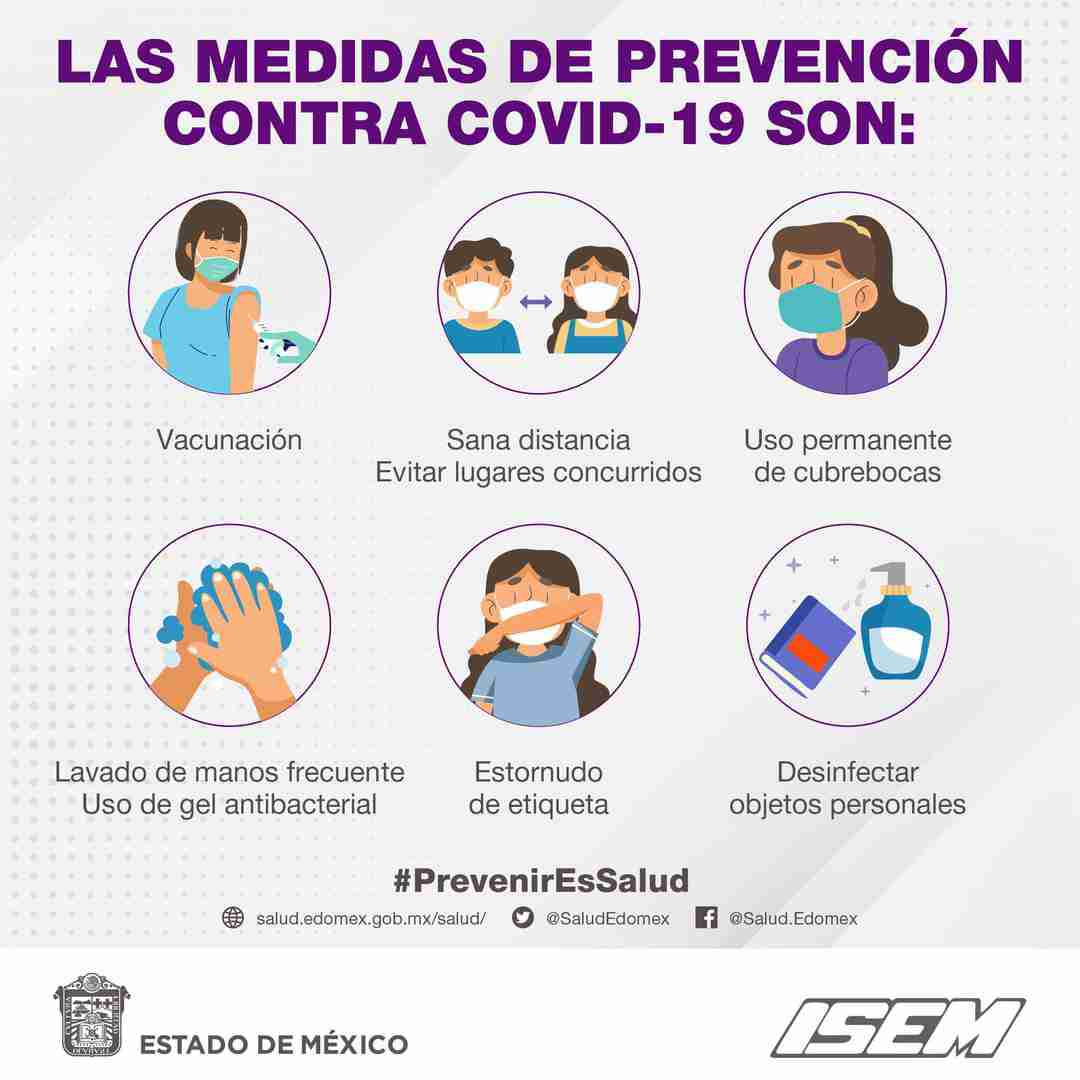 LAS MEDIDAS DE PREVENCIÓN
CONTRA COVID-19 SON:
Vacunación
Sana distancia
Evitar lugares concurridos
Uso permanente
de cubrebocas
Lavado de manos frecuente
Uso de gel antibacterial
Estornudo
de etiqueta
Desinfectar
objetos personales
#PrevenirEsSalud
salud.edomex.gob.mx/salud/ @SaludEdomex @Salud.Edomex
ESTADO DE MÉXICO
ISEM